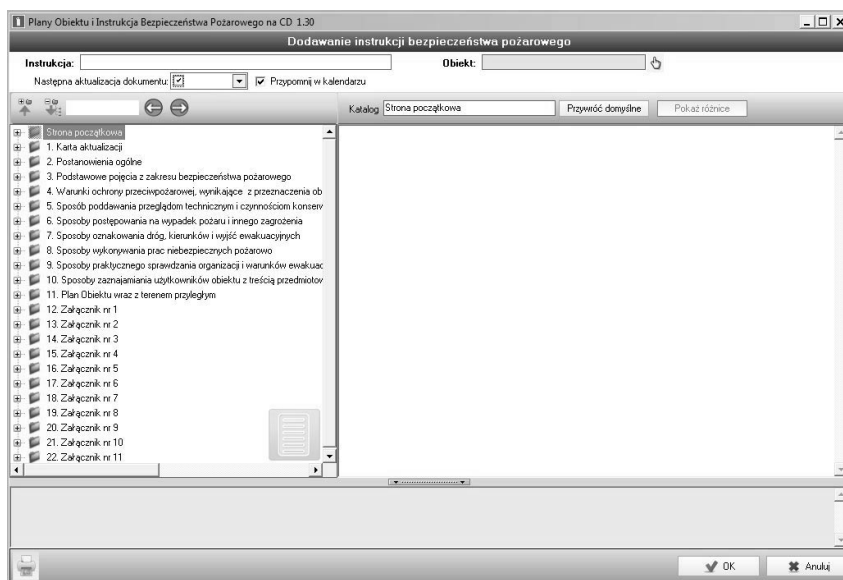 Plany Obiektu i Instrukcja Bezpieczeństwa Pożarowego na CD 1.30
Dodawanie instrukcji bezpieczeństwa pożarowego
Instrukcja: Obiekt:
Następna aktualizacja dokumentu: Przypomnij w kalendarzu
Katalog Strona początkowa Przywróć domyślne Pokaż różnice
Strona początkowa
1. Karta aktualizacji
2. Postanowienia ogólne
3. Podstawowe pojęcia z zakresu bezpieczeństwa pożarowego
4. Warunki ochrony przeciwpożarowej, wynikające z przeznaczenia ob
5. Sposób poddawania przeglądom technicznym i czynnościom konserw
6. Sposoby postępowania na wypadek pożaru i innego zagrożenia
7. Sposoby oznakowania dróg, kierunków i wyjść ewakuacyjnych
8. Sposoby wykonywania prac niebezpiecznych pożarowo
9. Sposoby praktycznego sprawdzania organizacji i warunków ewakuac
10. Sposoby zaznajamiania użytkowników obiektu z treścią przedmiotow
11. Plan Obiektu wraz z terenem przyległym
12. Załącznik nr 1
13. Załącznik nr 2
14. Załącznik nr 3
15. Załącznik nr 4
16. Załącznik nr 5
17. Załącznik nr 6
18. Załącznik nr 7
19. Załącznik nr 8
20. Załącznik nr 9
21. Załącznik nr 10
22. Załącznik nr 11
OK Anuluj